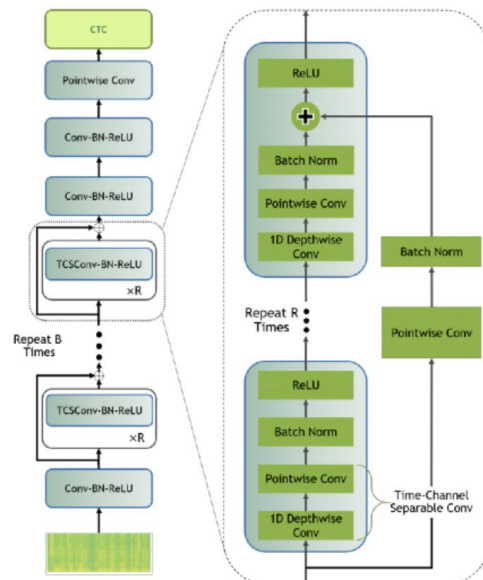 CTC
Pointwise Conv
Conv-BN-ReLU
Conv-BN-ReLU
TCSConv-BN-ReLU
×R
Repeat B
Times
TCSConv-BN-ReLU
×R
Conv-BN-ReLU
ReLU
+
Batch Norm
Pointwise Conv
1D Depthwise
Conv
Batch Norm
Pointwise Conv
Repeat R
Times
ReLU
Batch Norm
Pointwise Conv
1D Depthwise
Conv
Time-Channel
Separable Conv